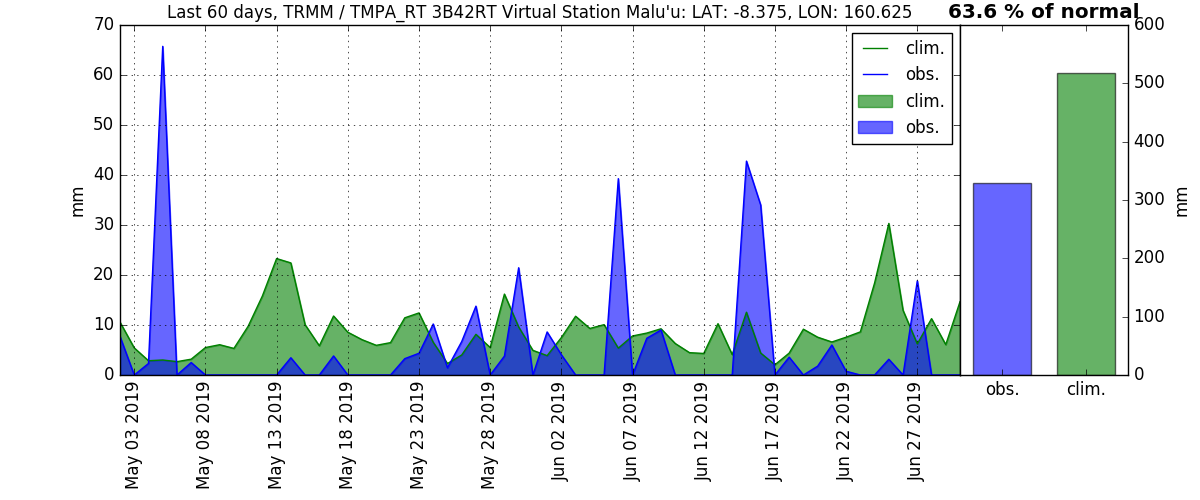 Last 60 days, TRMM / TMPA_RT 3B42RT Virtual Station Malu'u: LAT: -8.375, LON: 160.625
63.6 % of normal
70
60
50
40
30
20
10
0
mm
clim.
obs.
clim.
obs.
May 03 2019
May 08 2019
May 13 2019
May 18 2019
May 23 2019
May 28 2019
Jun 02 2019
Jun 07 2019
Jun 12 2019
Jun 17 2019
Jun 22 2019
Jun 27 2019
600
500
400
300
200
100
0
mm
obs.
clim.